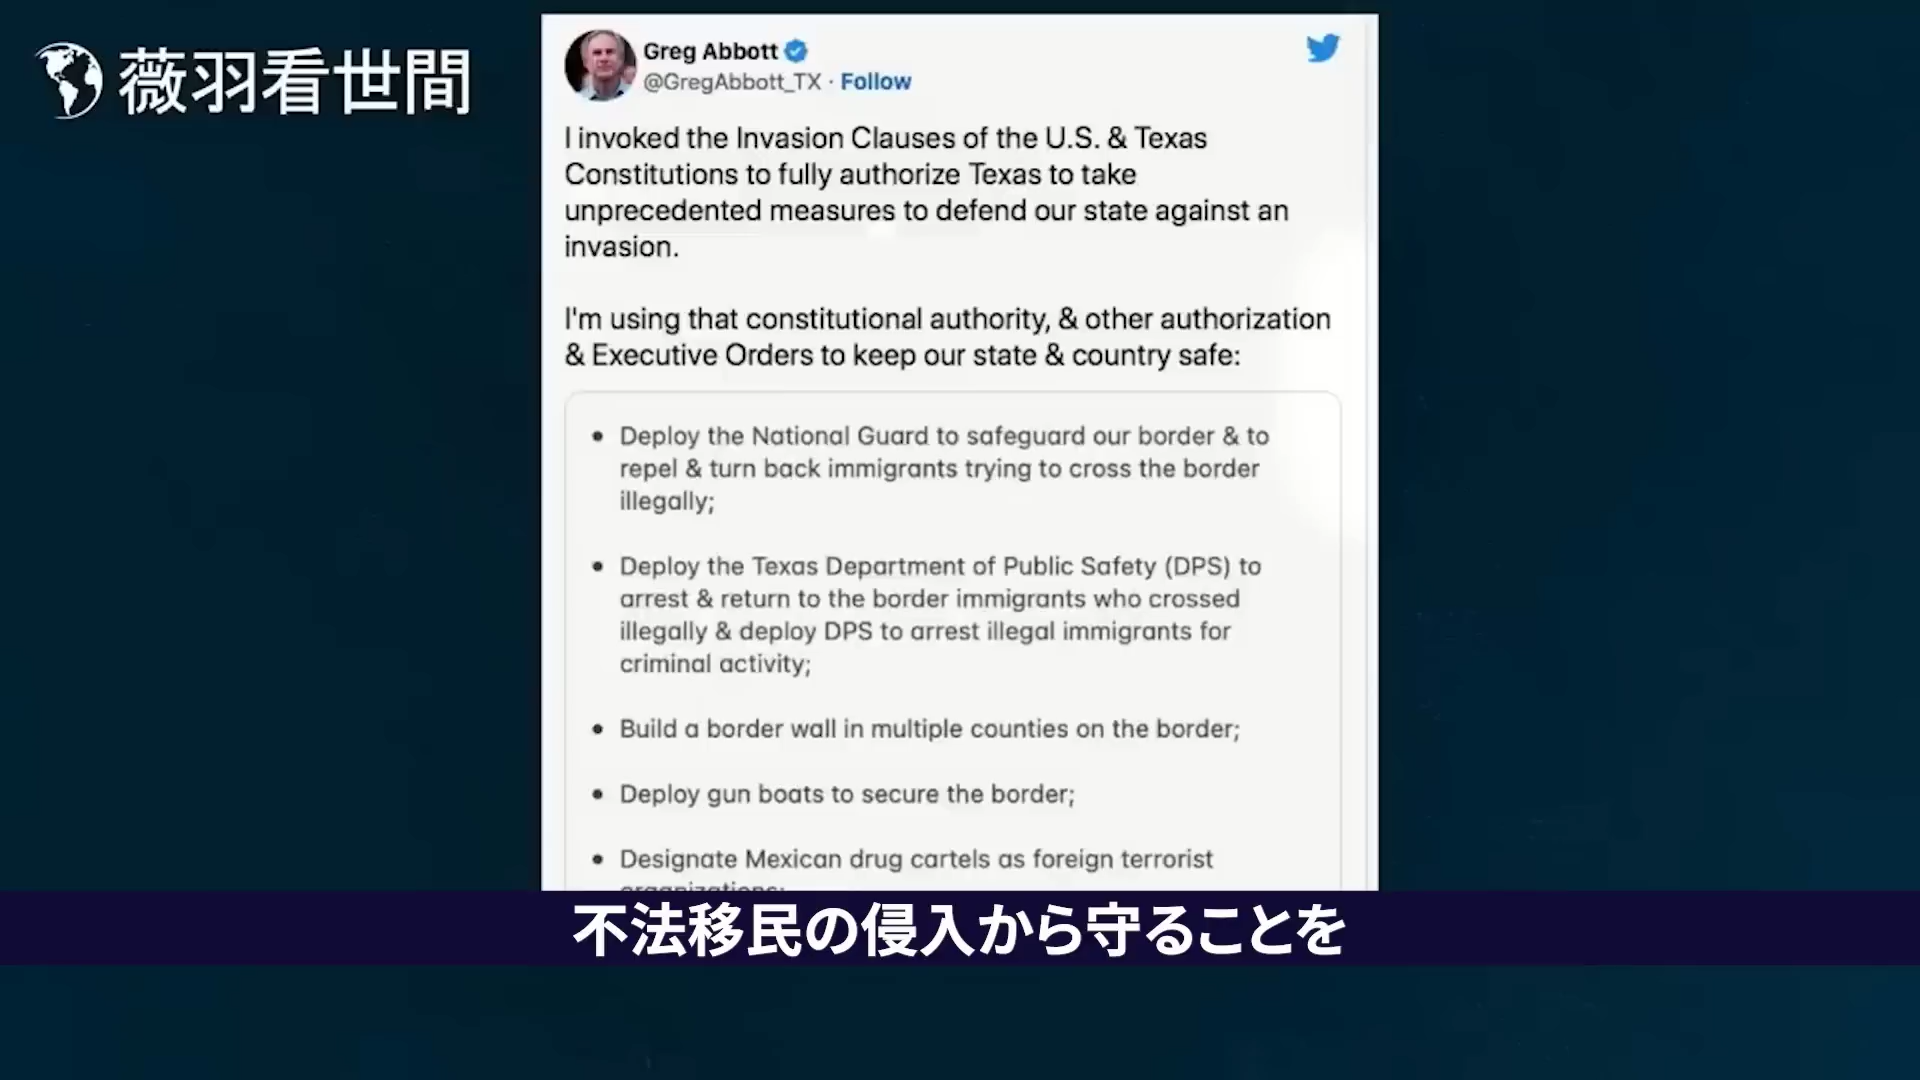 薇羽看世間
Greg Abbott
@GregAbbott_TX · Follow
I invoked the Invasion Clauses of the U.S. & Texas
Constitutions to fully authorize Texas to take
unprecedented measures to defend our state against an
invasion.
I'm using that constitutional authority, & other authorization
& Executive Orders to keep our state & country safe:
• Deploy the National Guard to safeguard our border & to
repel & turn back immigrants trying to cross the border
illegally;
• Deploy the Texas Department of Public Safety (DPS) to
arrest & return to the border immigrants who crossed
illegally & deploy DPS to arrest illegal immigrants for
criminal activity;
• Build a border wall in multiple counties on the border;
• Deploy gun boats to secure the border;
• Designate Mexican drug cartels as foreign terrorist
organizations;
不法移民の侵入から守ることを